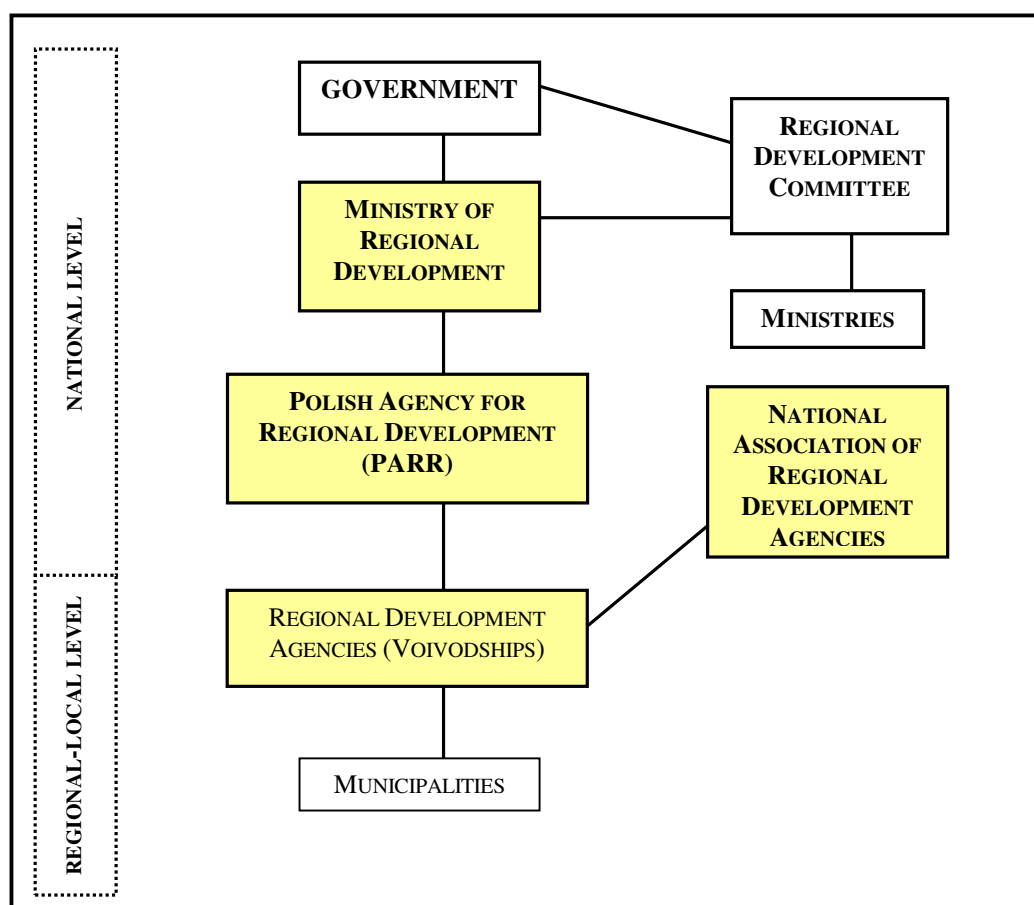 NATIONAL LEVEL
REGIONAL-LOCAL LEVEL
GOVERNMENT
REGIONAL
DEVELOPMENT
COMMITTEE
MINISTRY OF
REGIONAL
DEVELOPMENT
MINISTRIES
POLISH AGENCY FOR
REGIONAL DEVELOPMENT
(PARR)
NATIONAL
ASSOCIATION OF
REGIONAL
DEVELOPMENT
AGENCIES
REGIONAL DEVELOPMENT
AGENCIES (VOIVODSHIPS)
MUNICIPALITIES